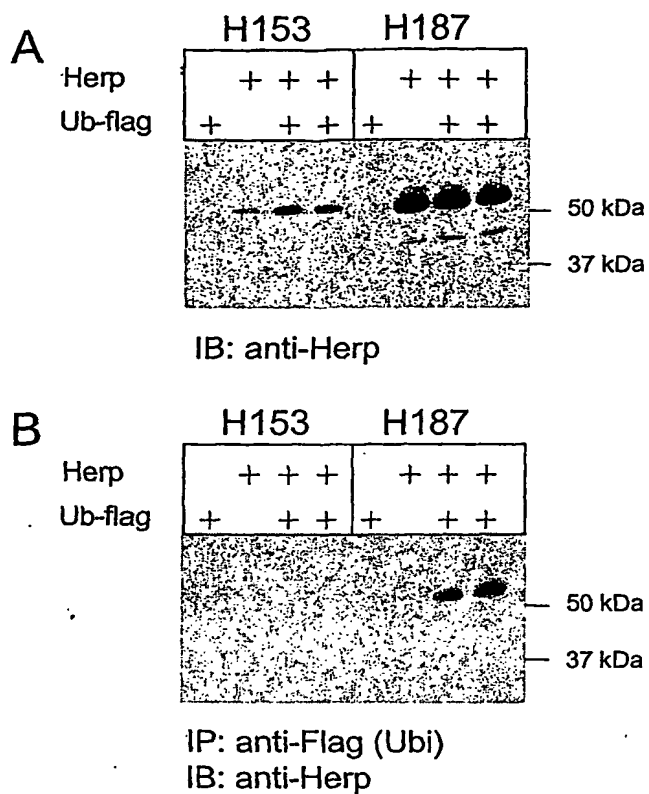 A
H153 H187
Herp + + + + + +
Ub-flag + + + + + +
50 kDa
37 kDa
IB: anti-Herp
B
H153 H187
Herp + + + + + +
Ub-flag + + + + + +
50 kDa
37 kDa
IP: anti-Flag (Ubi)
IB: anti-Herp